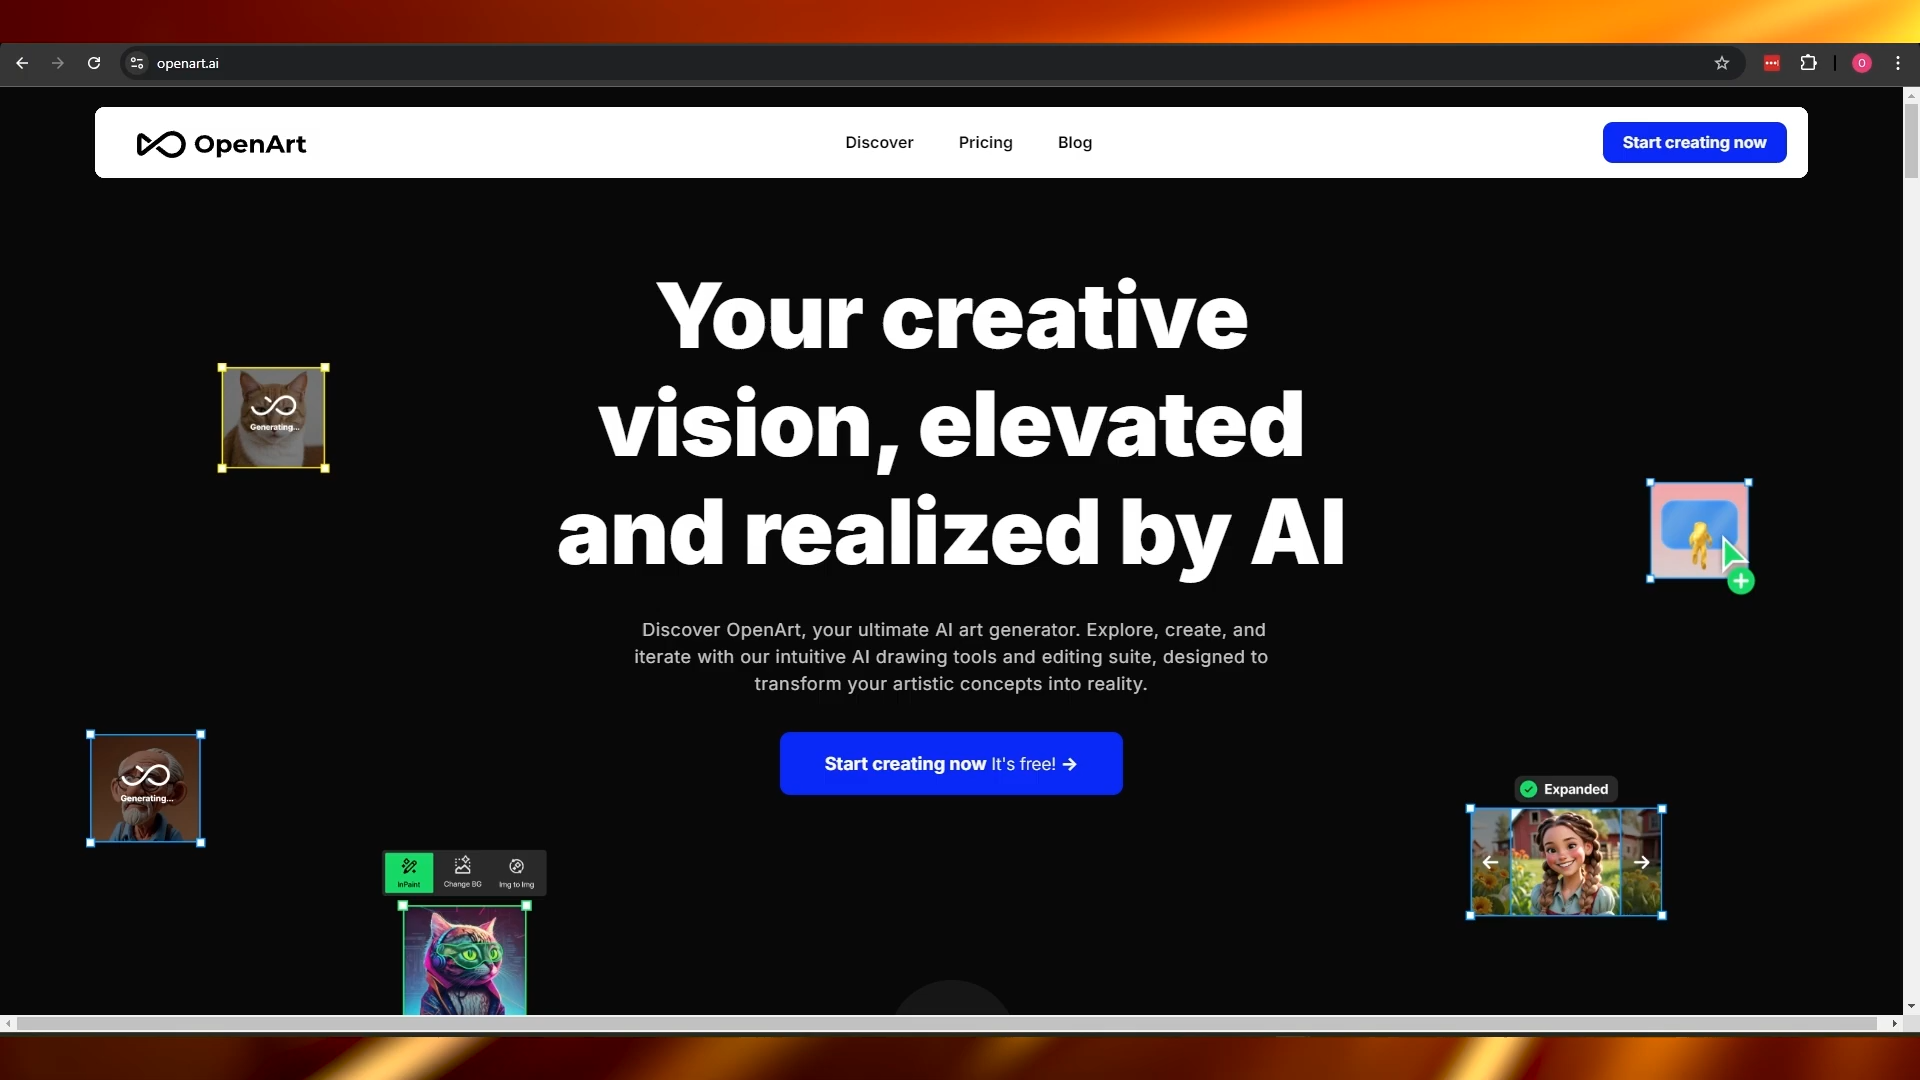 openart.ai
O
OpenArt
Discover
Pricing
Blog
Start creating now
Your creative
vision, elevated
and realized by AI
Generating...
Discover OpenArt, your ultimate AI art generator. Explore, create, and
iterate with our intuitive AI drawing tools and editing suite, designed to
transform your artistic concepts into reality.
Start creating now It's free! →
Generating...
Expanded
InPaint
Change BG
Img to Img